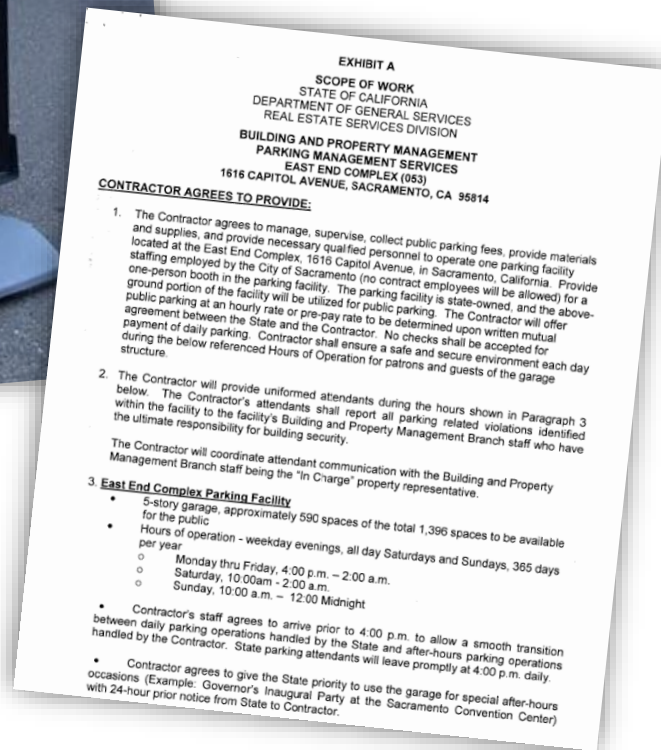 EXHIBIT A
SCOPE OF WORK
STATE OF CALIFORNIA
DEPARTMENT OF GENERAL SERVICES
REAL ESTATE SERVICES DIVISION
BUILDING AND PROPERTY MANAGEMENT
PARKING MANAGEMENT SERVICES
EAST END COMPLEX (053)
1616 CAPITOL AVENUE, SACRAMENTO, CA 95814
CONTRACTOR AGREES TO PROVIDE:
1. The Contractor agrees to manage, supervise, collect public parking fees, provide materials
and supplies, and provide necessary qualified personnel to operate one parking facility
located at the East End Complex, 1616 Capitol Avenue, in Sacramento, California. Provide
staffing employed by the City of Sacramento (no contract employees will be allowed) for a
one-person booth in the parking facility. The parking facility is state-owned, and the above-
ground portion of the facility will be utilized for public parking. The Contractor will offer
public parking at an hourly rate or pre-pay rate to be determined upon written mutual
agreement between the State and the Contractor. No checks shall be accepted for
payment of daily parking. Contractor shall ensure a safe and secure environment each day
during the below referenced Hours of Operation for patrons and guests of the garage
structure.
2. The Contractor will provide uniformed attendants during the hours shown in Paragraph 3
below. The Contractor's attendants shall report all parking related violations identified
within the facility to the facility's Building and Property Management Branch staff who have
the ultimate responsibility for building security.
The Contractor will coordinate attendant communication with the Building and Property
Management Branch staff being the "In Charge" property representative.
3. East End Complex Parking Facility
• 5-story garage, approximately 590 spaces of the total 1,396 spaces to be available
for the public
• Hours of operation - weekday evenings, all day Saturdays and Sundays, 365 days
per year
o Monday thru Friday, 4:00 p.m. – 2:00 a.m.
o Saturday, 10:00am - 2:00 a.m.
o Sunday, 10:00 a.m. – 12:00 Midnight
• Contractor's staff agrees to arrive prior to 4:00 p.m. to allow a smooth transition
between daily parking operations handled by the State and after-hours parking operations
handled by the Contractor. State parking attendants will leave promptly at 4:00 p.m. daily.
• Contractor agrees to give the State priority to use the garage for special after-hours
occasions (Example: Governor's Inaugural Party at the Sacramento Convention Center)
with 24-hour prior notice from State to Contractor.